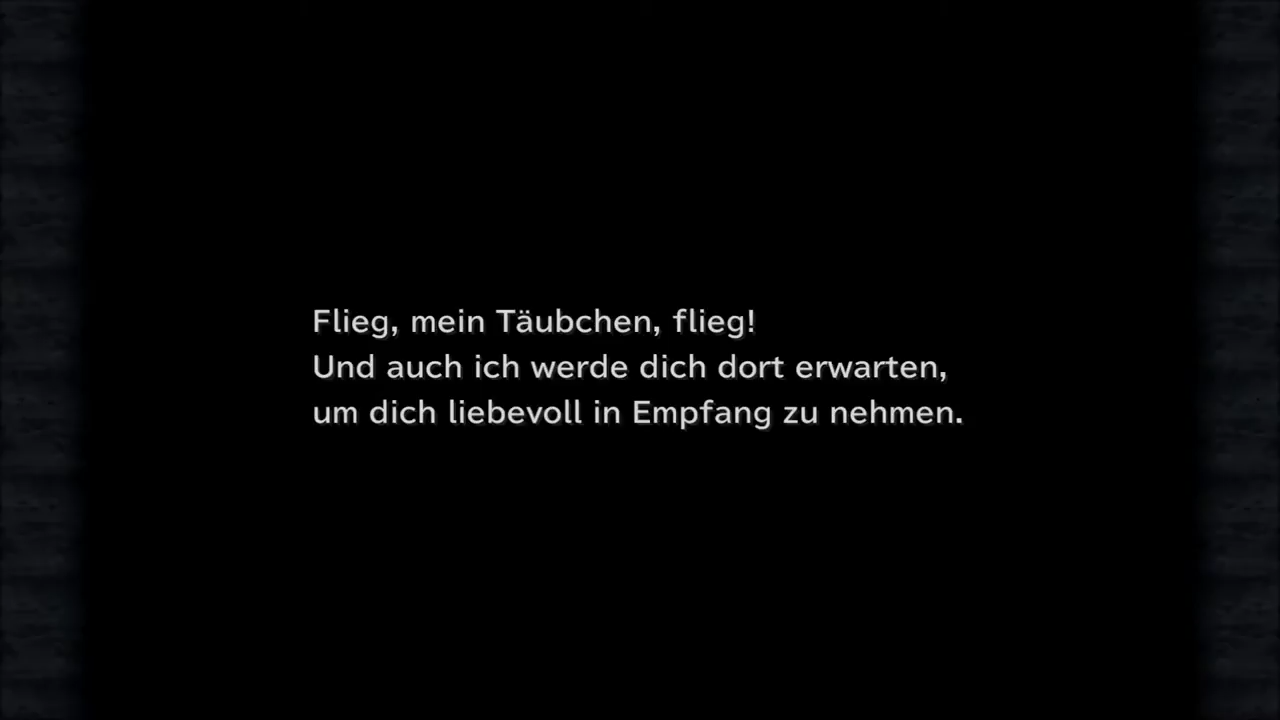 Flieg, mein Täubchen, flieg!
Und auch ich werde dich dort erwarten,
um dich liebevoll in Empfang zu nehmen.